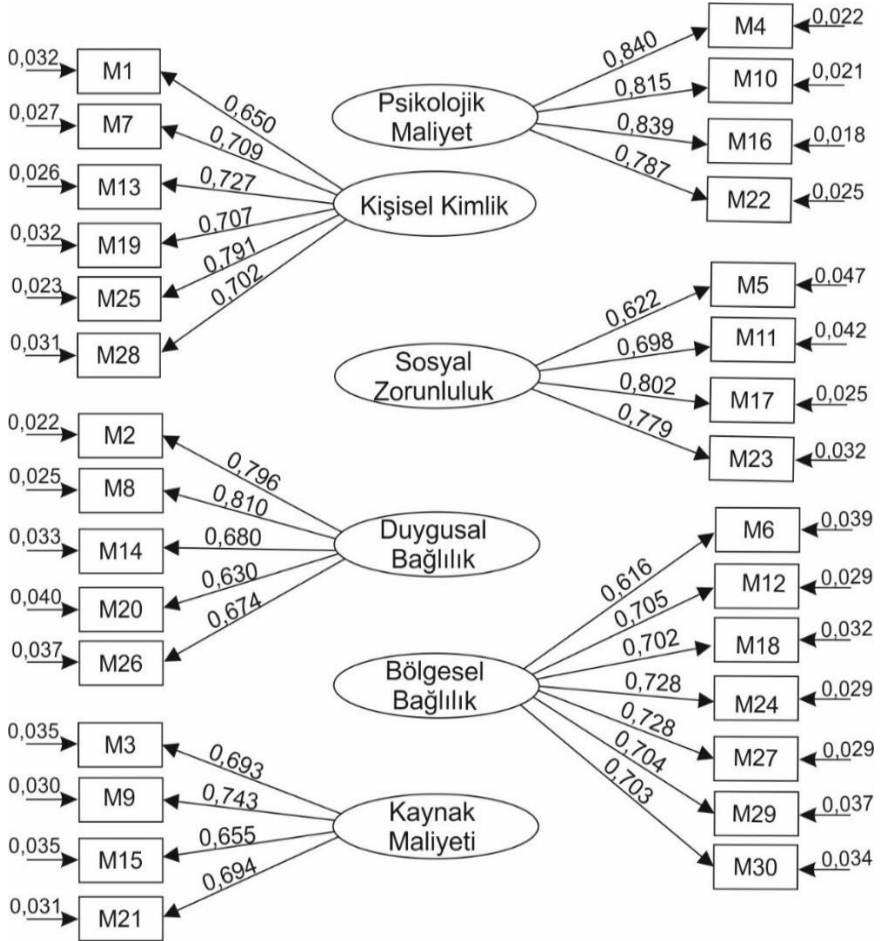 0,032
M1
0,027
M7
0,026
M13
0,032
M19
0,023
M25
0,031
M28
0,650
0,709
0,727
0,707
0,791
0,702
Kişisel Kimlik
0,022
M2
0,025
M8
0,033
M14
0,040
M20
0,037
M26
0,796
0,810
0,680
0,630
0,674
Duygusal
Bağlılık
0,035
M3
0,030
M9
0,035
M15
0,031
M21
0,693
0,743
0,655
0,694
Kaynak
Maliyeti
Psikolojik
Maliyet
0,840
0,815
0,839
0,787
M4
0,022
M10
0,021
M16
0,018
M22
0,025
Sosyal
Zorunluluk
0,622
0,698
0,802
0,779
M5
0,047
M11
0,042
M17
0,025
M23
0,032
Bölgesel
Bağlılık
0,616
0,705
0,702
0,728
0,728
0,704
0,703
M6
0,039
M12
0,029
M18
0,032
M24
0,029
M27
0,029
M29
0,037
M30
0,034